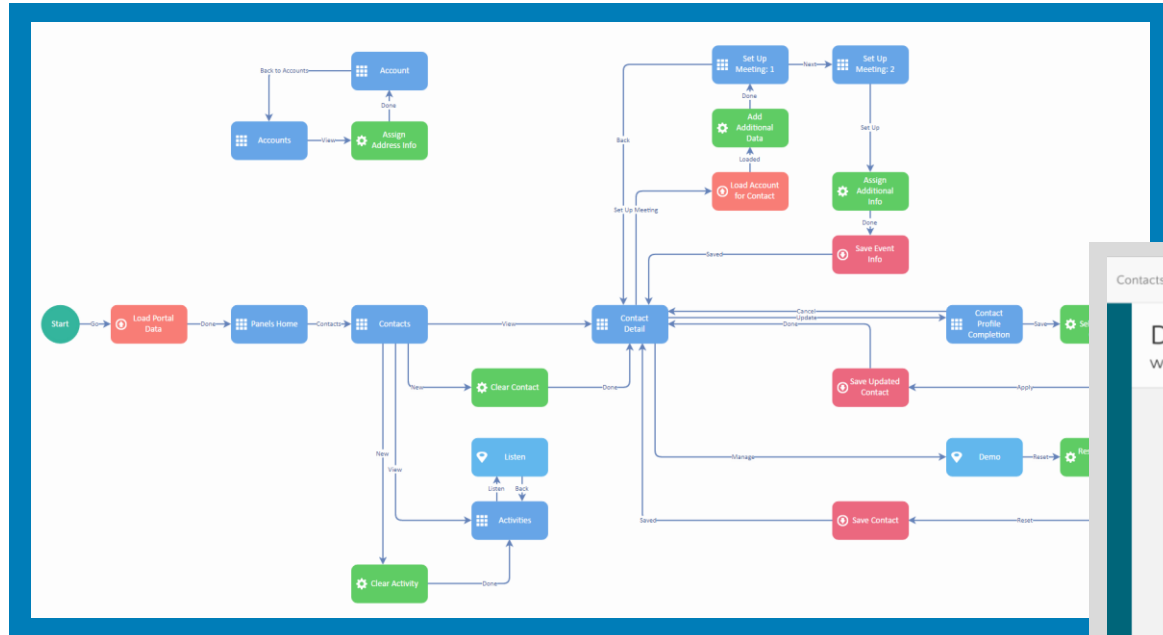 Back to Accounts
Account
Done
Accounts
View
Assign
Address Info
Set Up
Meeting: 1
Next
Set Up
Meeting: 2
Done
Add
Additional
Data
Back
Set Up
Loaded
Load Account
for Contact
Assign
Additional
Info
Set Up Meeting
Done
Saved
Save Event
Info
Contacts
Start
Go
Load Portal
Data
Done
Panels Home
Contacts
Contacts
View
Contact
Detail
Cancel
Update
Done
Contact
Profile
Completion
Save
New
Clear Contact
Done
Save Updated
Contact
Apply
New
View
Listen
Listen
Back
Manage
Demo
Reset
Activities
Saved
Save Contact
Reset
Clear Activity
Done